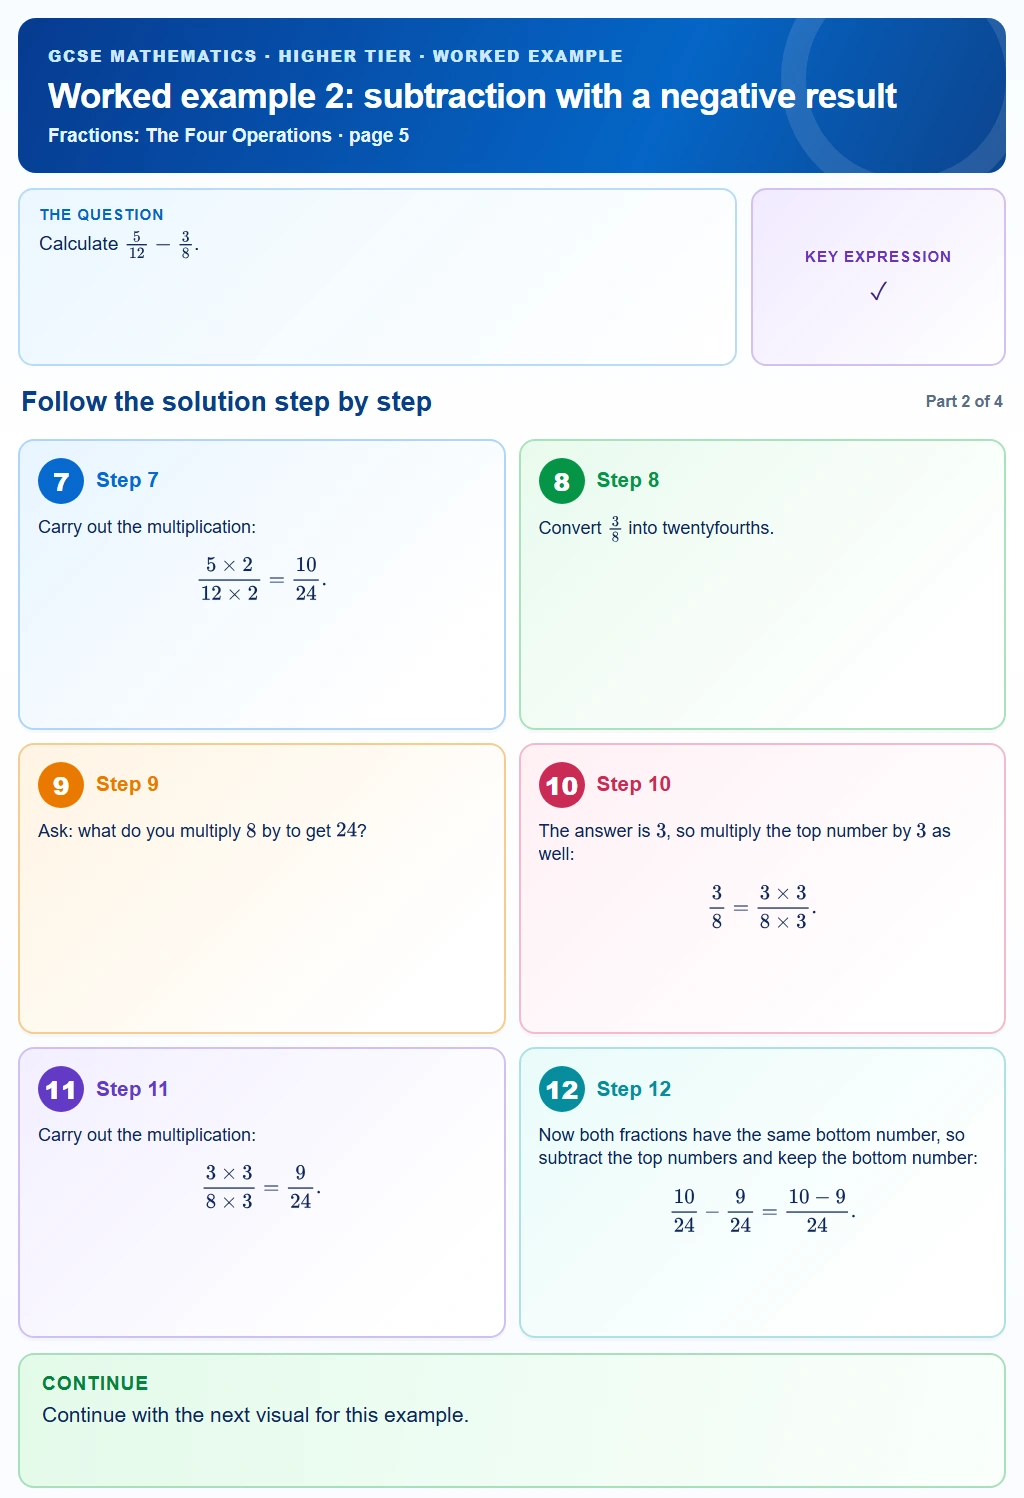 GCSE MATHEMATICS · HIGHER TIER · WORKED EXAMPLE
Worked example 2: subtraction with a negative result
Fractions: The Four Operations · page 5
THE QUESTION
Calculate 5/12 − 3/8.
KEY EXPRESSION
✓
Follow the solution step by step
Part 2 of 4
7 Step 7
Carry out the multiplication:
5 × 2 / 12 × 2 = 10/24.
8 Step 8
Convert 3/8 into twentyfourths.
9 Step 9
Ask: what do you multiply 8 by to get 24?
10 Step 10
The answer is 3, so multiply the top number by 3 as
well:
3/8 = 3 × 3 / 8 × 3.
11 Step 11
Carry out the multiplication:
3 × 3 / 8 × 3 = 9/24.
12 Step 12
Now both fractions have the same bottom number, so
subtract the top numbers and keep the bottom number:
10/24 − 9/24 = 10 − 9 / 24.
CONTINUE
Continue with the next visual for this example.